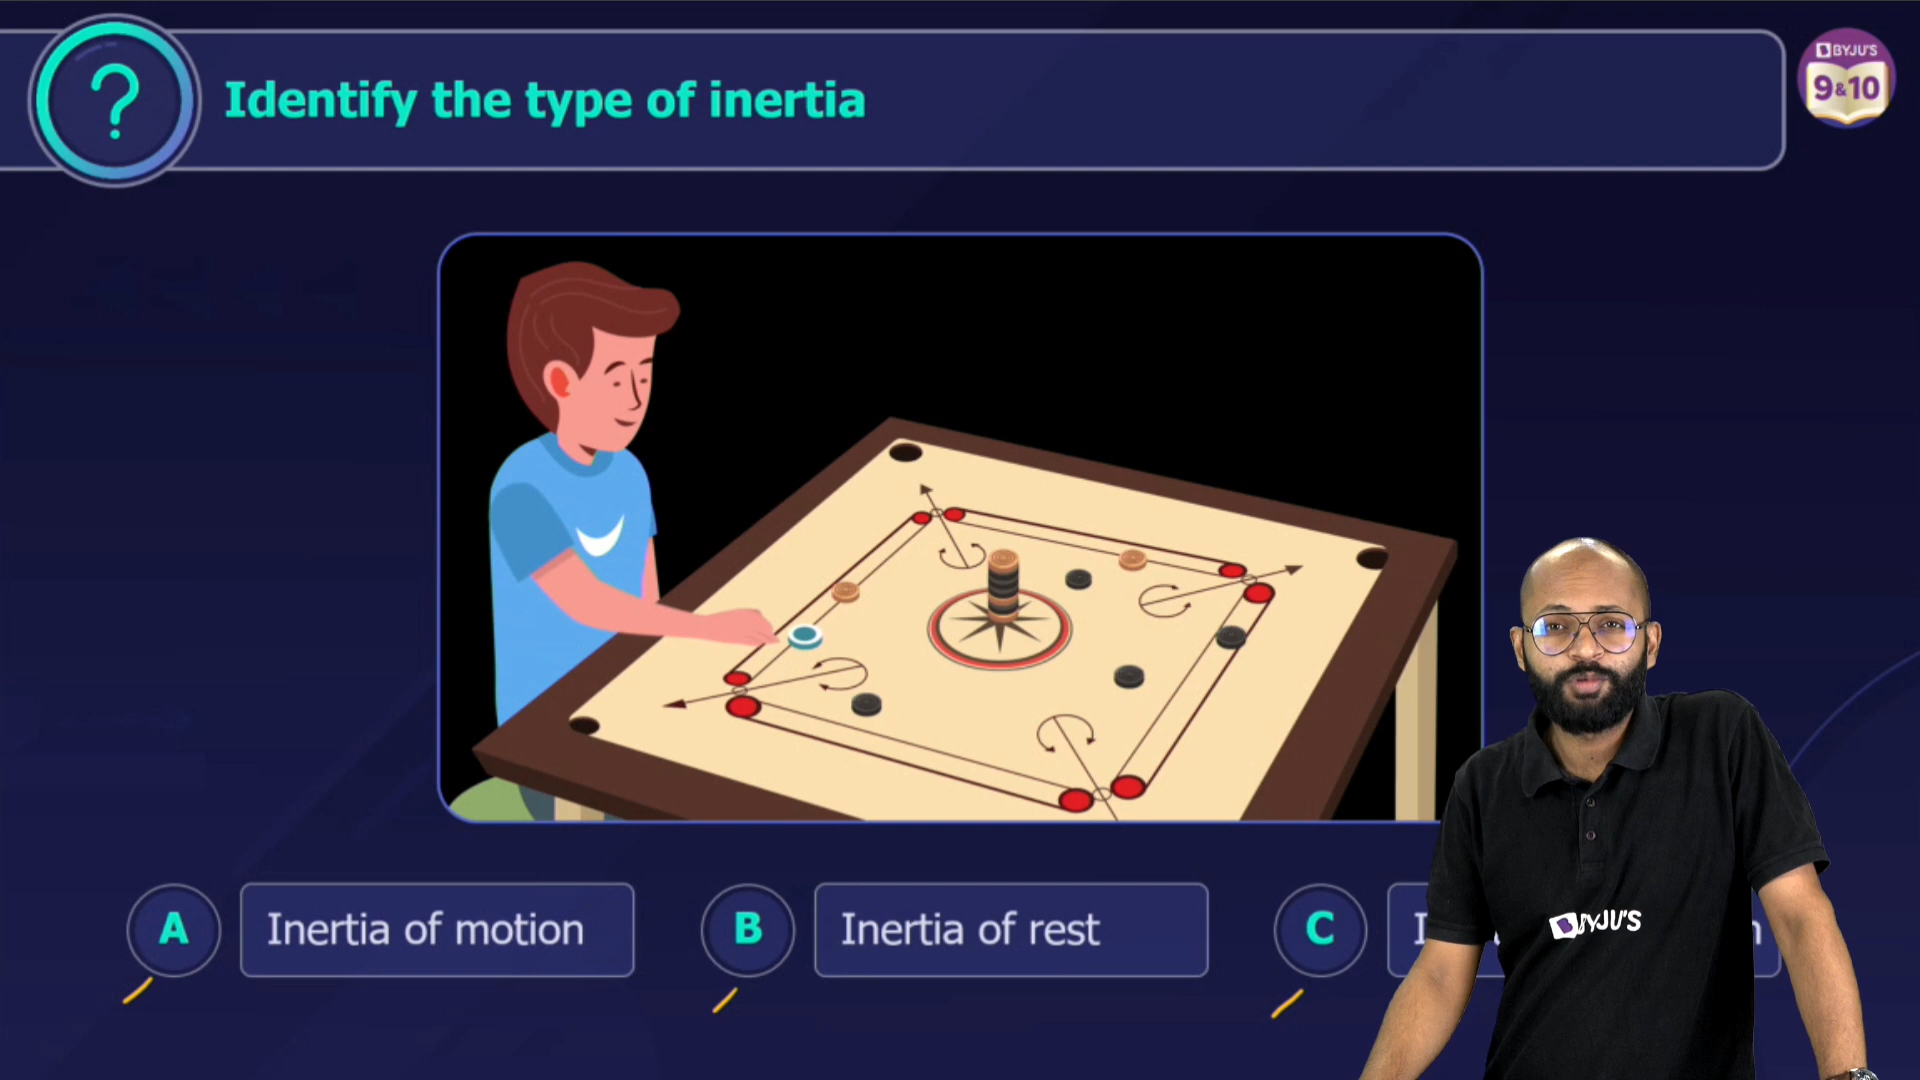 Identify the type of inertia
BYJU'S
9&10
A
Inertia of motion
B
Inertia of rest
C
BYJU'S